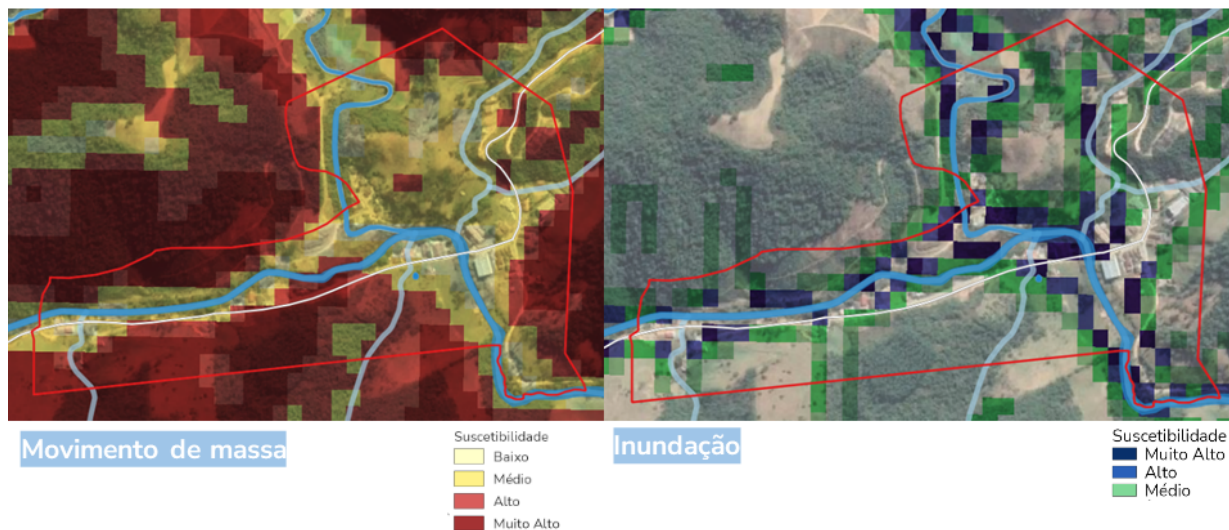 Movimento de massa
Suscetibilidade
Baixo
Médio
Alto
Muito Alto
Inundação
Suscetibilidade
Muito Alto
Alto
Médio